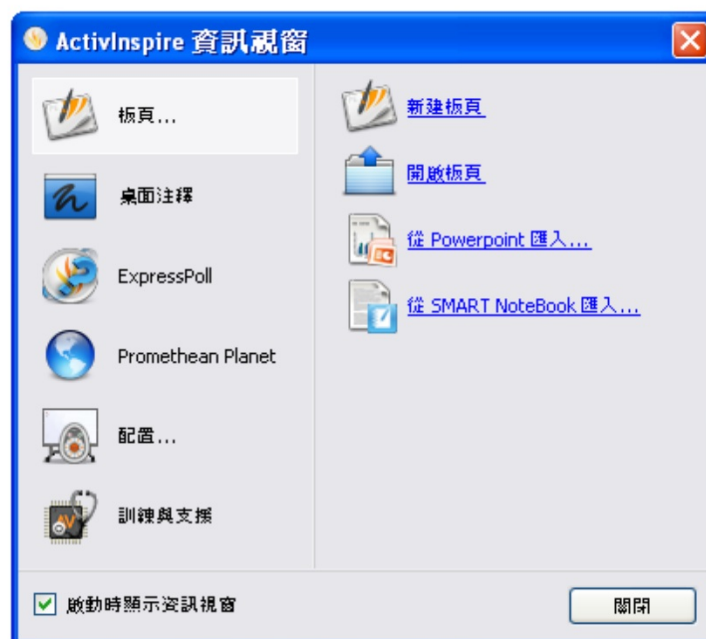 ActivInspire 資訊視窗
板頁...
桌面注釋
ExpressPoll
Promethean Planet
配置...
訓練與支援
新建板頁
開啟板頁
從 Powerpoint 匯入...
從 SMART NoteBook 匯入...
啟動時顯示資訊視窗
關閉